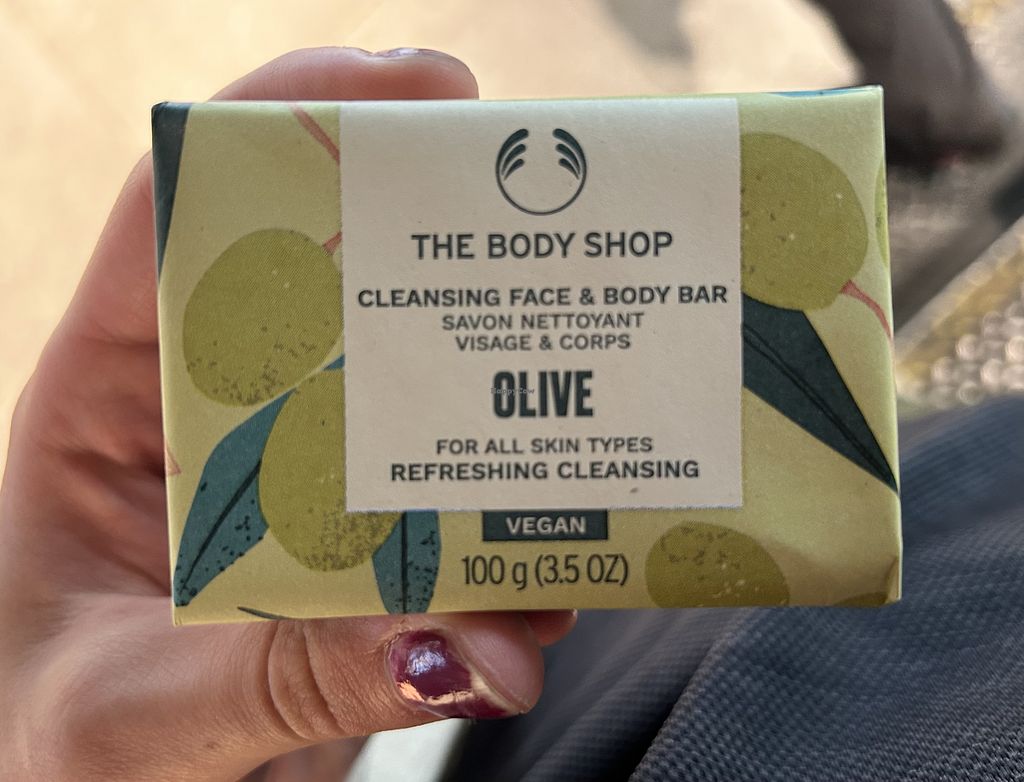 THE BODY SHOP
CLEANSING FACE & BODY BAR
SAVON NETTOYANT
VISAGE & CORPS
HappyCow
OLIVE
FOR ALL SKIN TYPES
REFRESHING CLEANSING
VEGAN
100 g (3.5 OZ)